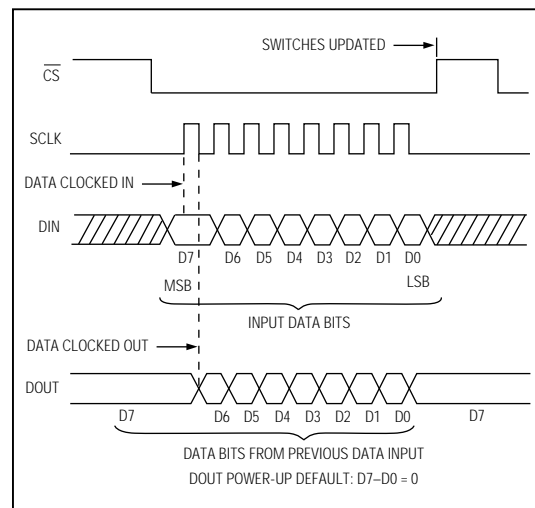 SWITCHES UPDATED
CS
SCLK
DATA CLOCKED IN
DIN
D7 D6 D5 D4 D3 D2 D1 D0
MSB LSB
INPUT DATA BITS
DATA CLOCKED OUT
DOUT
D7 D6 D5 D4 D3 D2 D1 D0 D7
DATA BITS FROM PREVIOUS DATA INPUT
DOUT POWER-UP DEFAULT: D7–D0 = 0